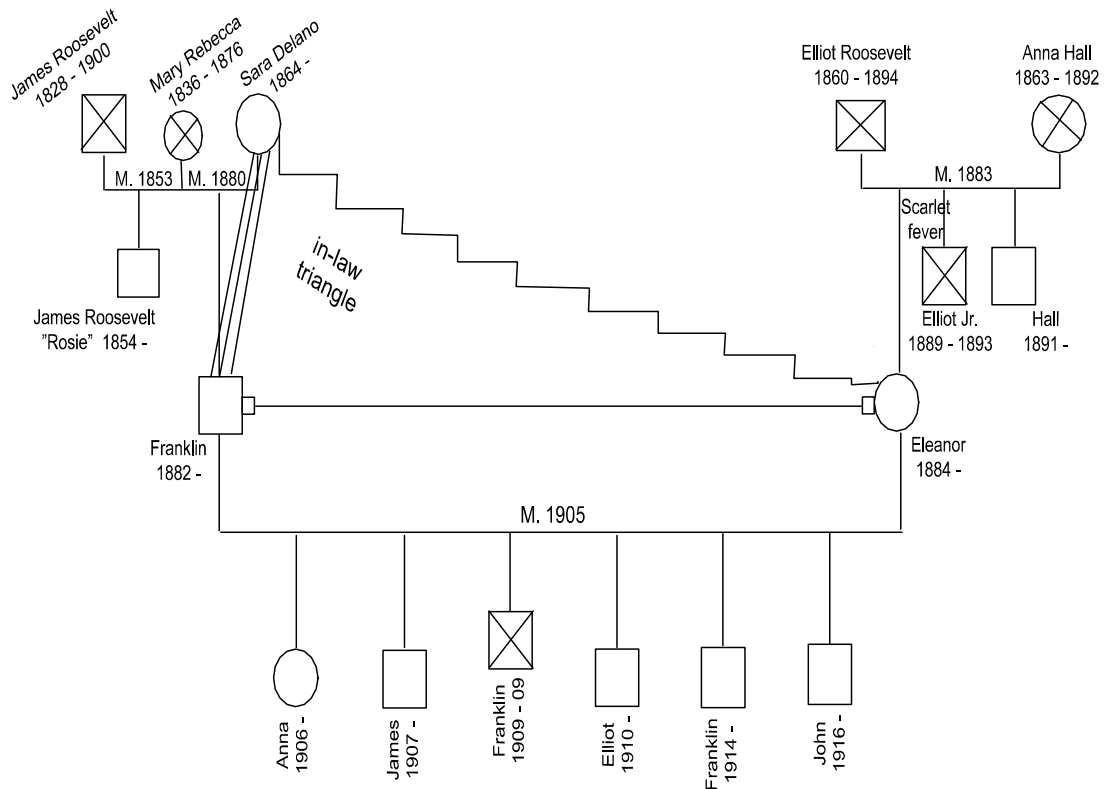 James Roosevelt
1828 - 1900
Mary Rebecca
1836 - 1876
Sara Delano
1864 -
Elliot Roosevelt
1860 - 1894
Anna Hall
1863 - 1892
M. 1853
M. 1880
M. 1883
Scarlet
fever
in-law
triangle
James Roosevelt
"Rosie" 1854 -
Elliot Jr.
1889 - 1893
Hall
1891 -
Franklin
1882 -
Eleanor
1884 -
M. 1905
Anna
1906 -
James
1907 -
Franklin
1909 - 09
Elliot
1910 -
Franklin
1914 -
John
1916 -